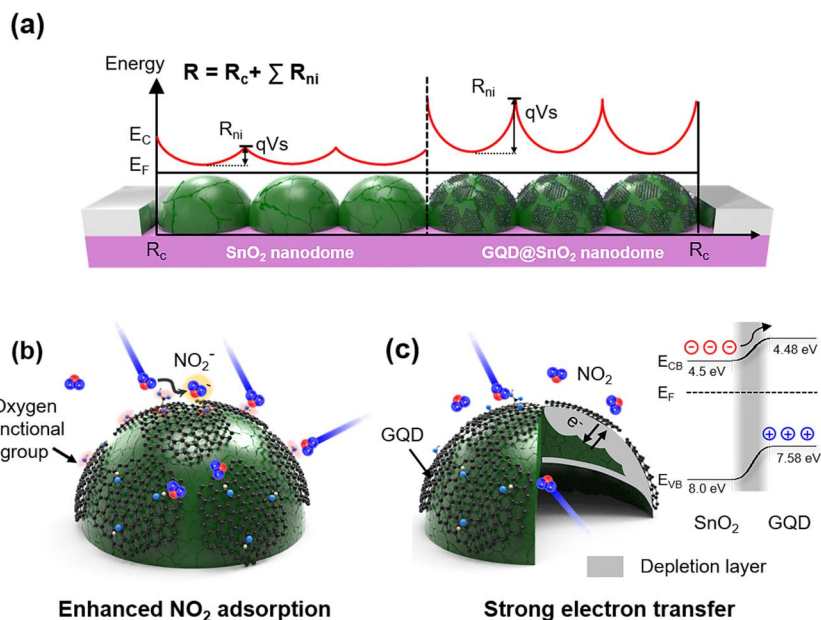 (a)
Energy
R = Rc+ ∑ Rni
Rni
qVs
Rni
qVs
EC
EF
Rc
SnO2 nanodome
GQD@SnO2 nanodome
Rc
(b)
NO2-
Oxygen
nctional
group
Enhanced NO2 adsorption
(c)
NO2
GQD
e-
ECB
4.5 eV
4.48 eV
EF
EVB
8.0 eV
7.58 eV
SnO2
GQD
Depletion layer
Strong electron transfer